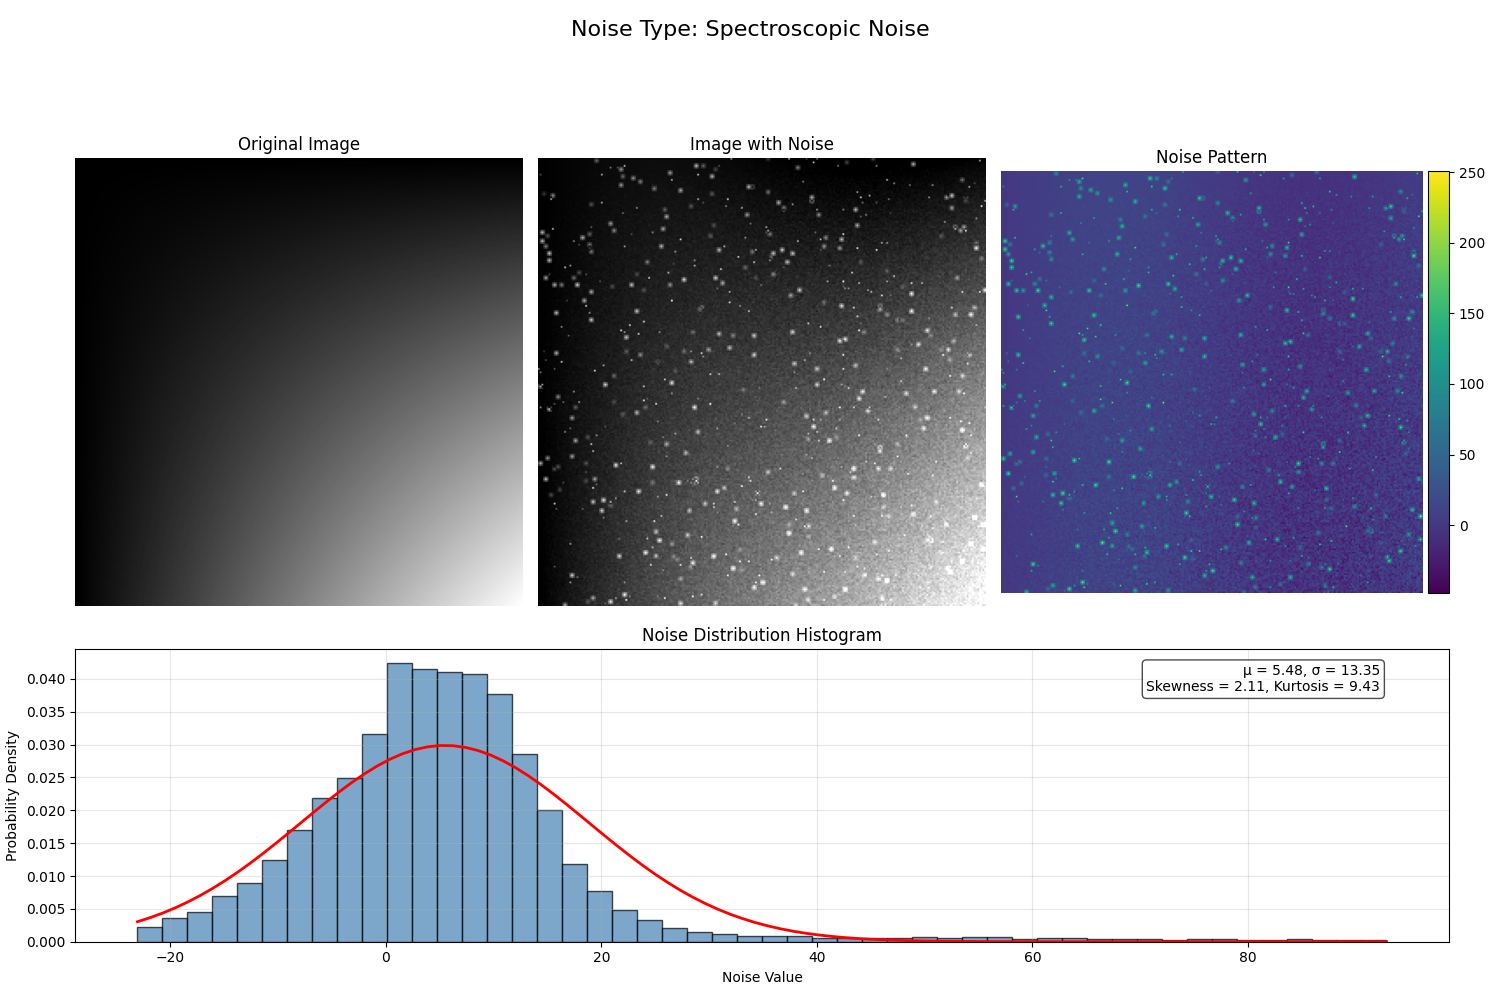 Noise Type: Spectroscopic Noise
Original Image
Image with Noise
Noise Pattern
250
200
150
100
50
0
Noise Distribution Histogram
μ = 5.48, σ = 13.35
Skewness = 2.11, Kurtosis = 9.43
Probability Density
0.040
0.035
0.030
0.025
0.020
0.015
0.010
0.005
0.000
−20
0
20
40
60
80
Noise Value